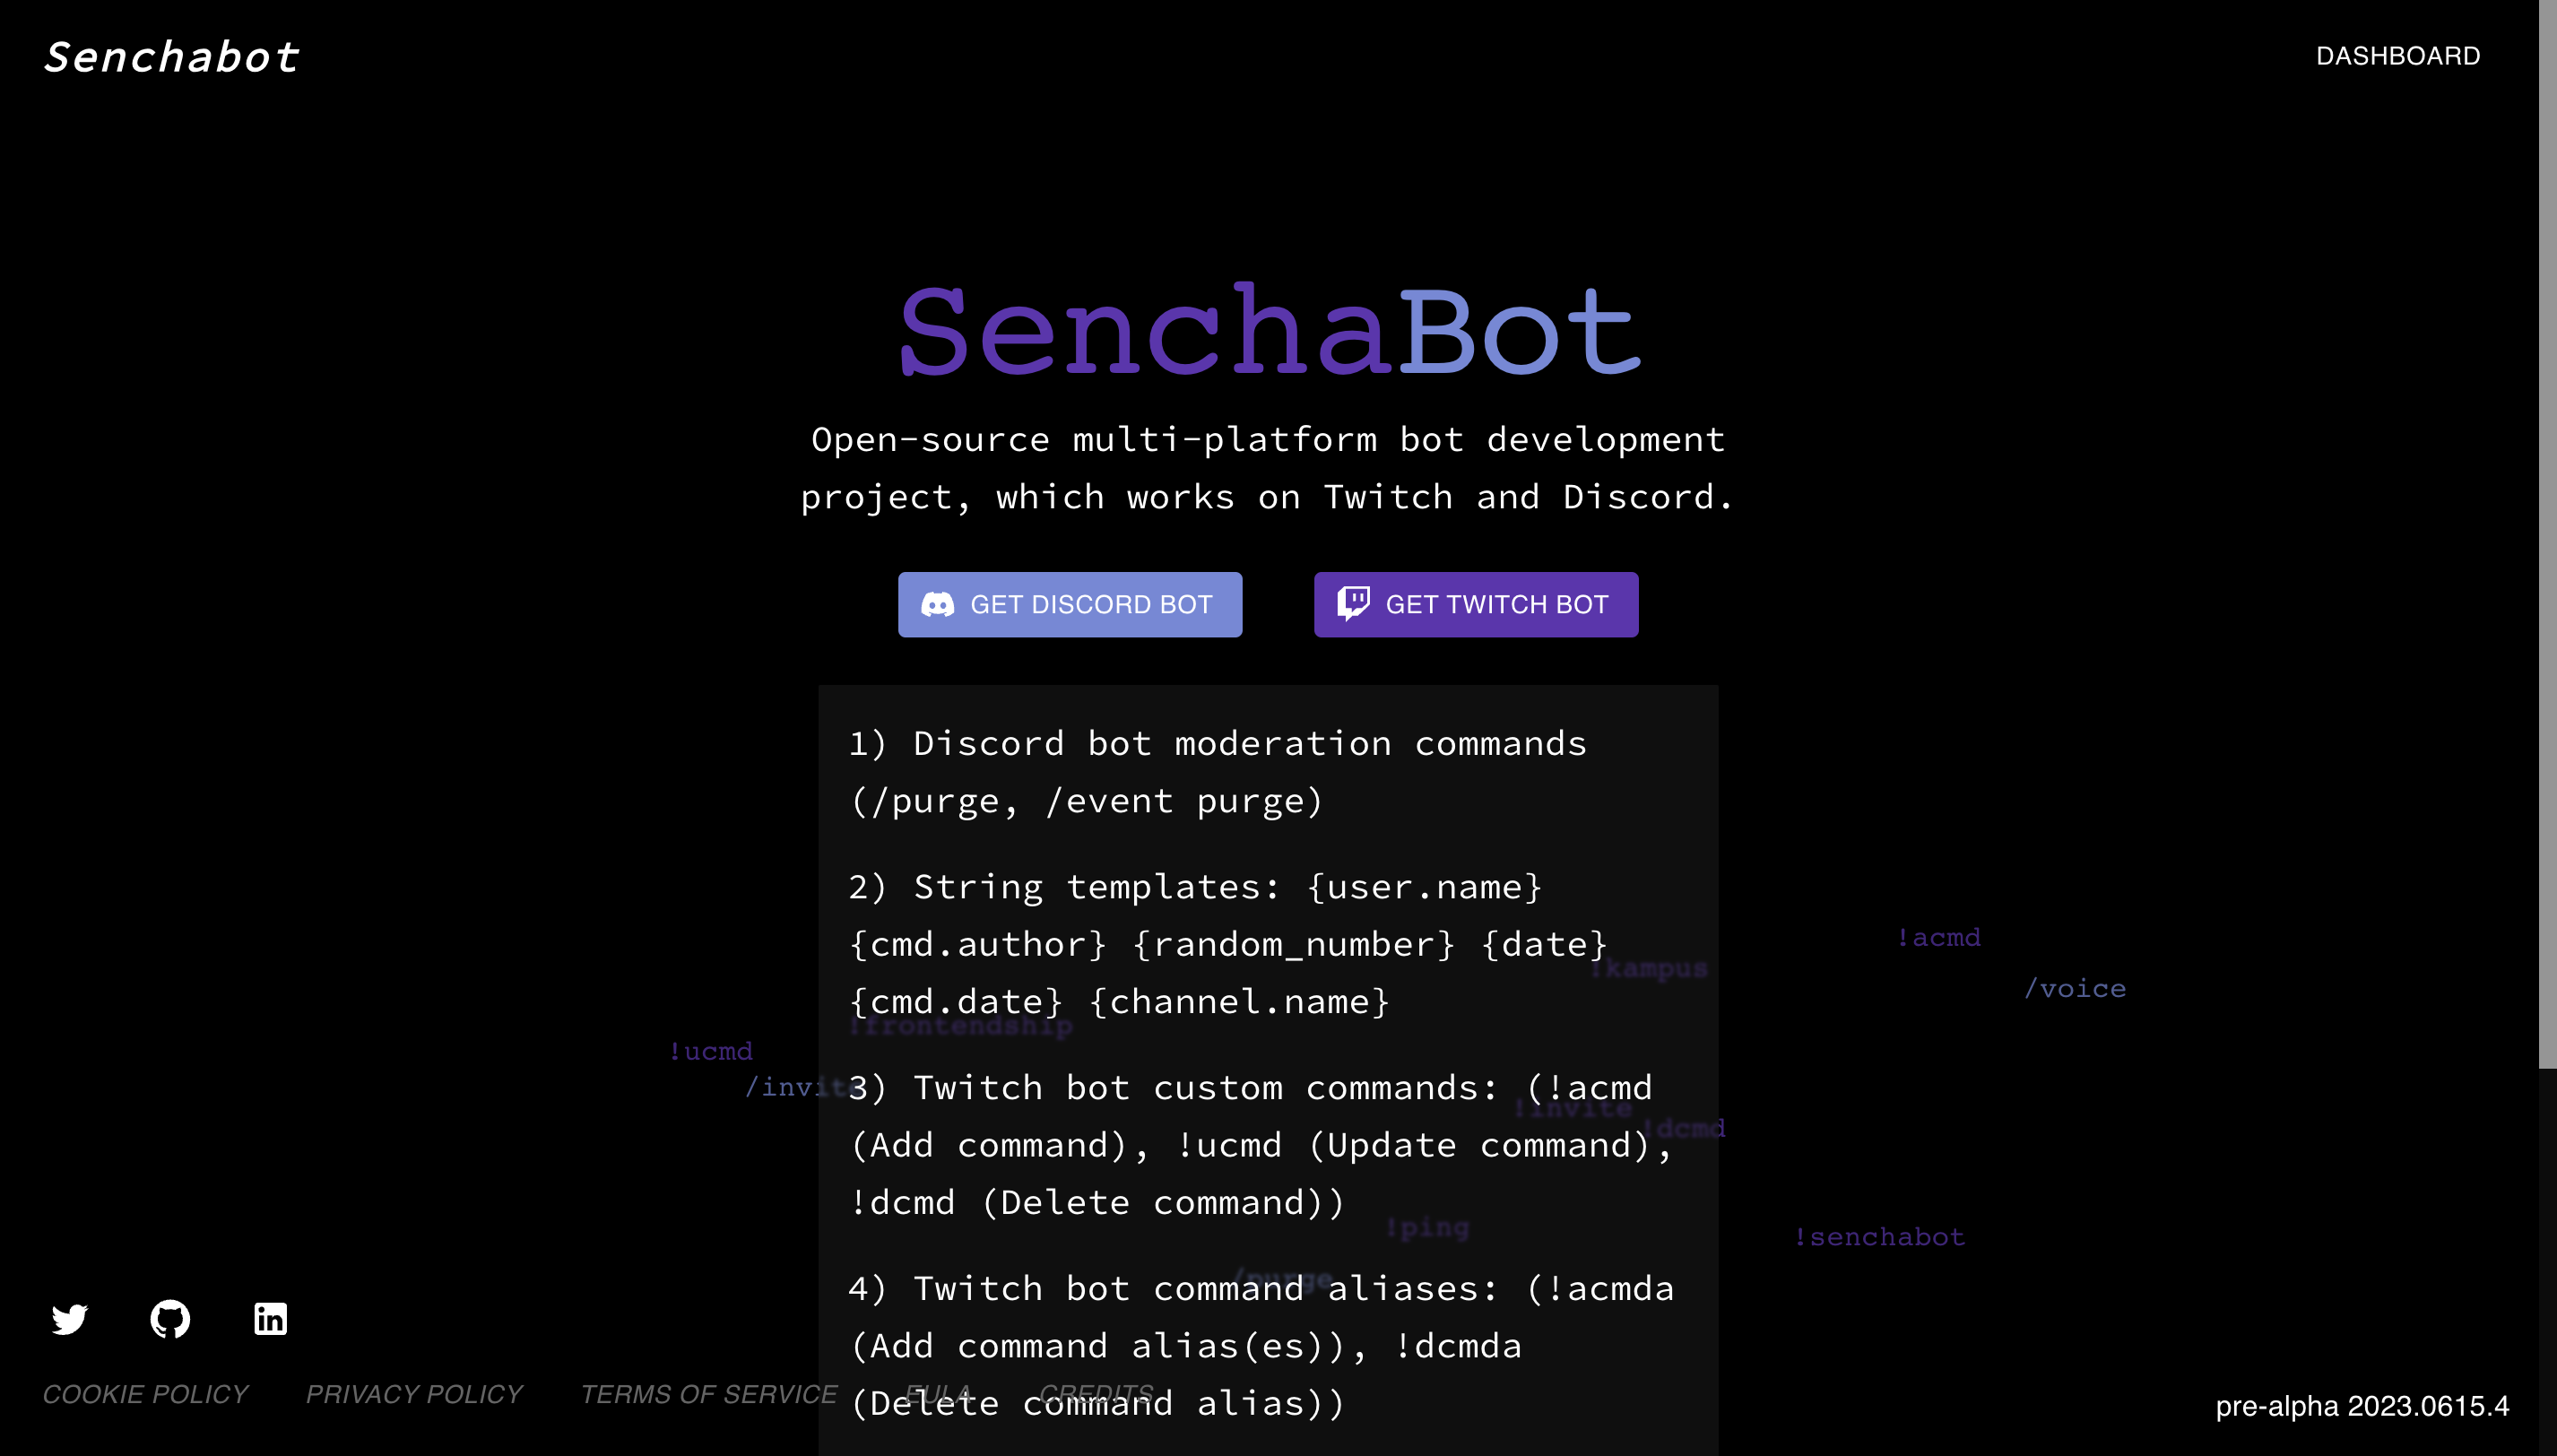 Senchabot
DASHBOARD
SenchaBot
Open-source multi-platform bot development
project, which works on Twitch and Discord.
GET DISCORD BOT
GET TWITCH BOT
1) Discord bot moderation commands
(/purge, /event purge)
2) String templates: {user.name}
{cmd.author} {random_number} {date}
{cmd.date} {channel.name}
3) Twitch bot custom commands: (!acmd
(Add command), !ucmd (Update command),
!dcmd (Delete command))
4) Twitch bot command aliases: (!acmda
(Add command alias(es)), !dcmda
(Delete command alias))
!acmd
!kampus
/voice
!frontendship
!ucmd
/invite
!invite
!dcmd
!ping
!senchabot
/purge
COOKIE POLICY
PRIVACY POLICY
TERMS OF SERVICE
EULA
CREDITS
pre-alpha 2023.0615.4